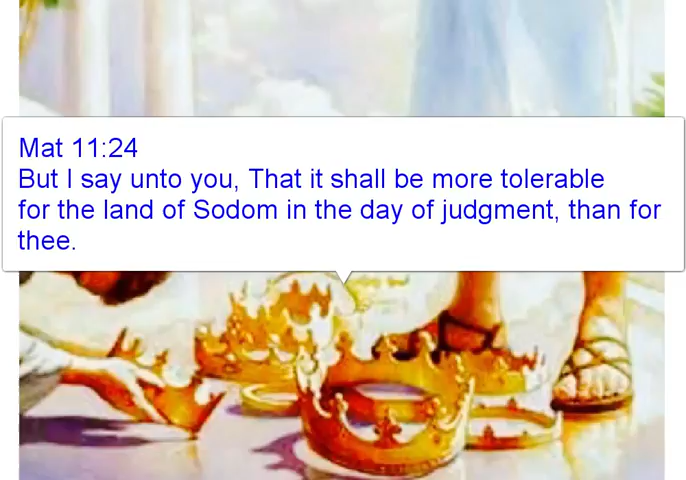 Mat 11:24
But I say unto you, That it shall be more tolerable
for the land of Sodom in the day of judgment, than for
thee.